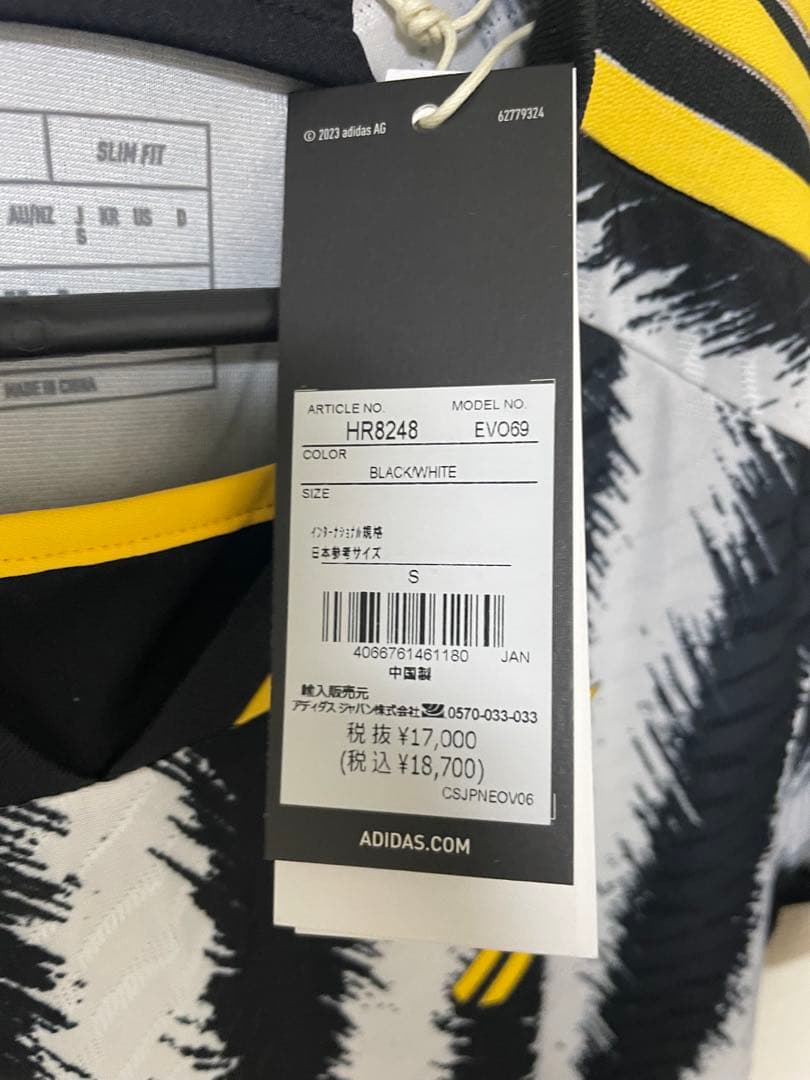 SLIM FIT
AU/NZ J KR US D
S
MADE IN CHINA
© 2023 adidas AG
62779324
ARTICLE NO. MODEL NO.
HR8248 EVO69
COLOR
BLACK/WHITE
SIZE
インターナショナル規格
日本参考サイズ
S
4066761461180 JAN
中国製
輸入販売元
アディダス ジャパン株式会社 0570-033-033
税抜 ¥17,000
(税込 ¥18,700)
CSJPNEOV06
ADIDAS.COM